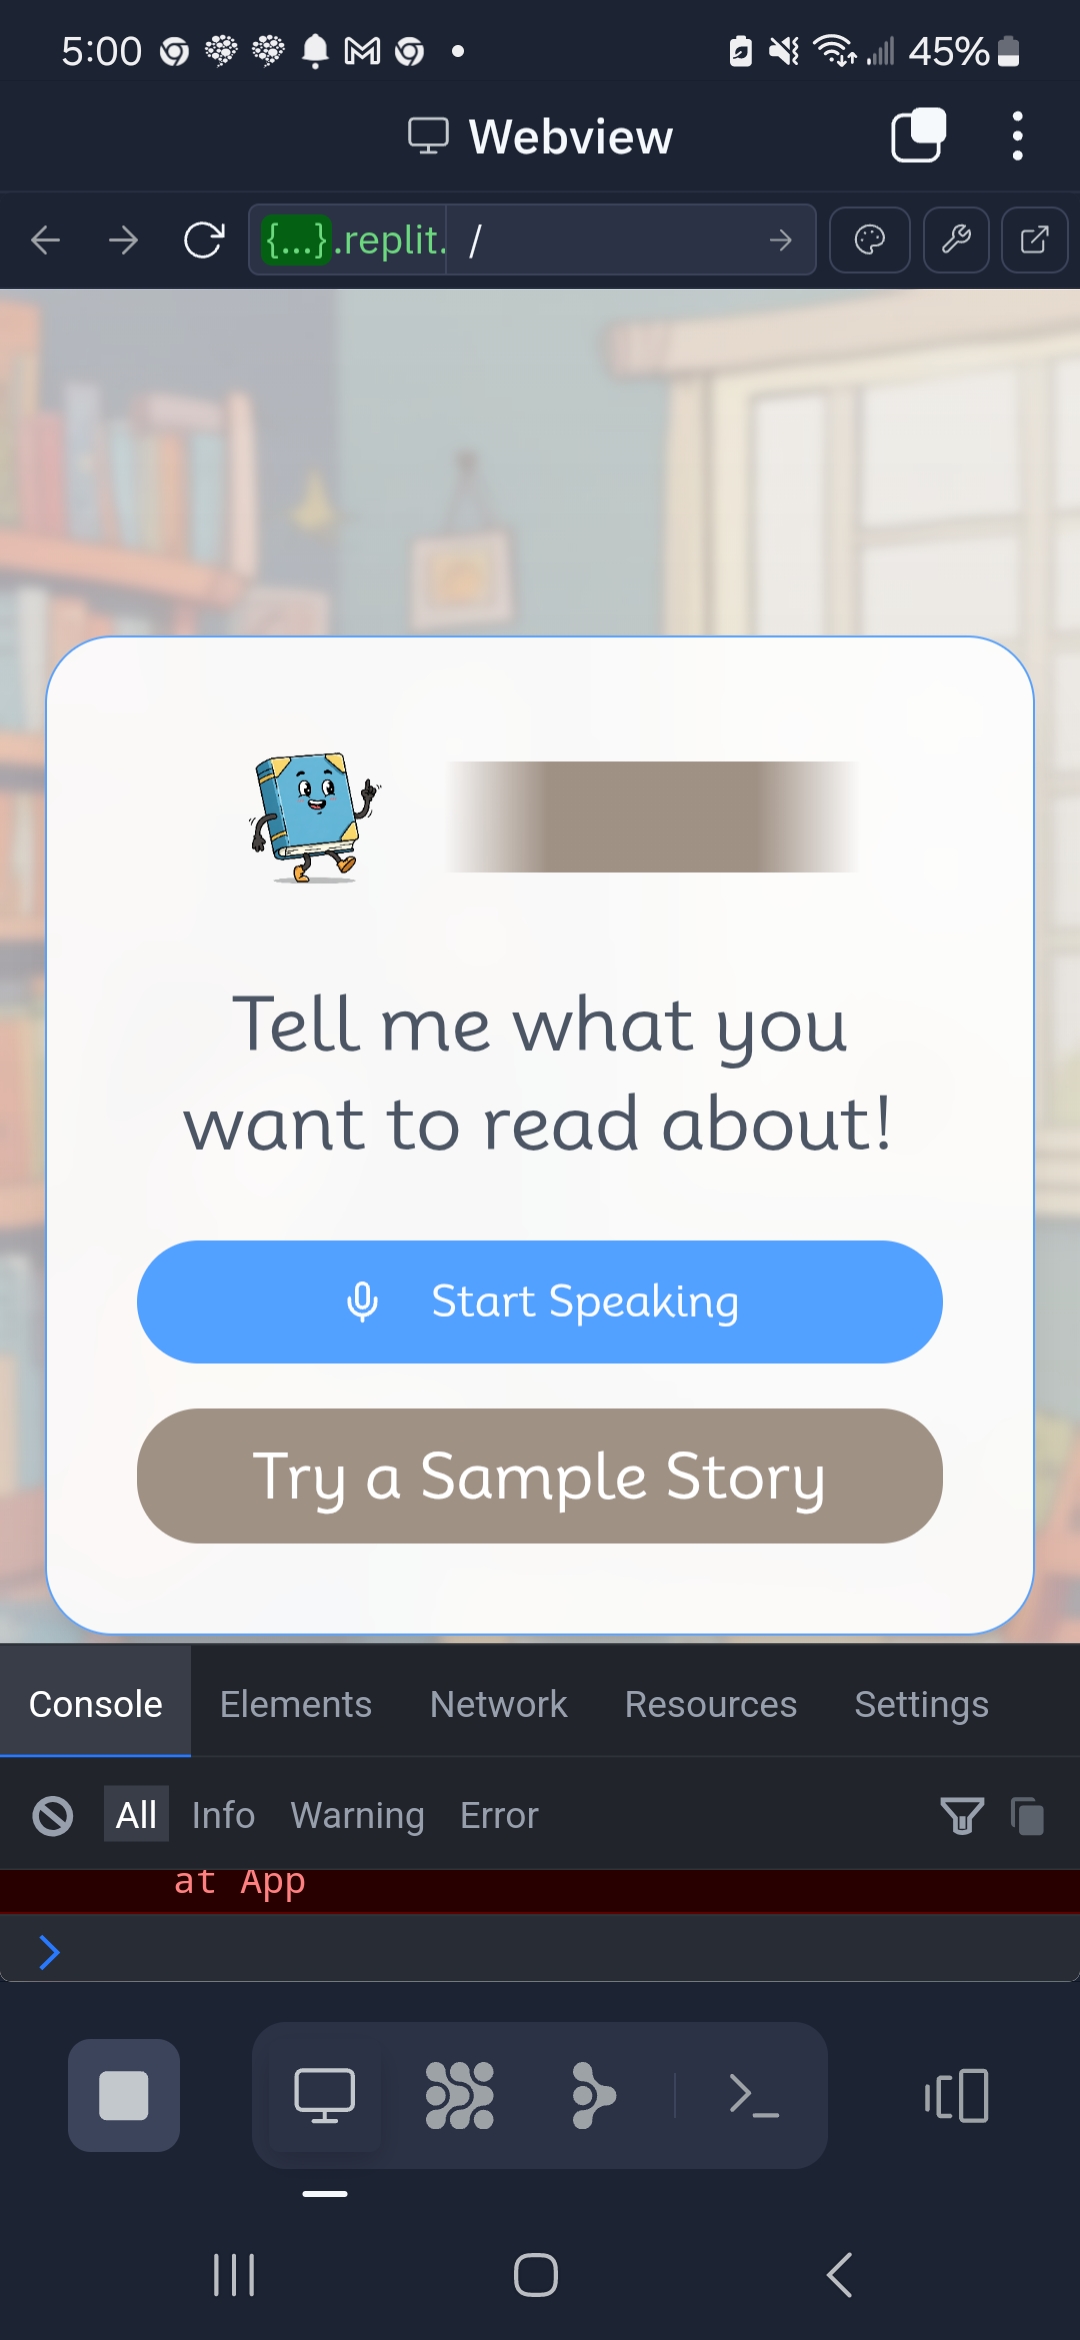 5:00 45%
Webview
{...}.replit. /
Tell me what you
want to read about!
Start Speaking
Try a Sample Story
Console Elements Network Resources Settings
All Info Warning Error
at App